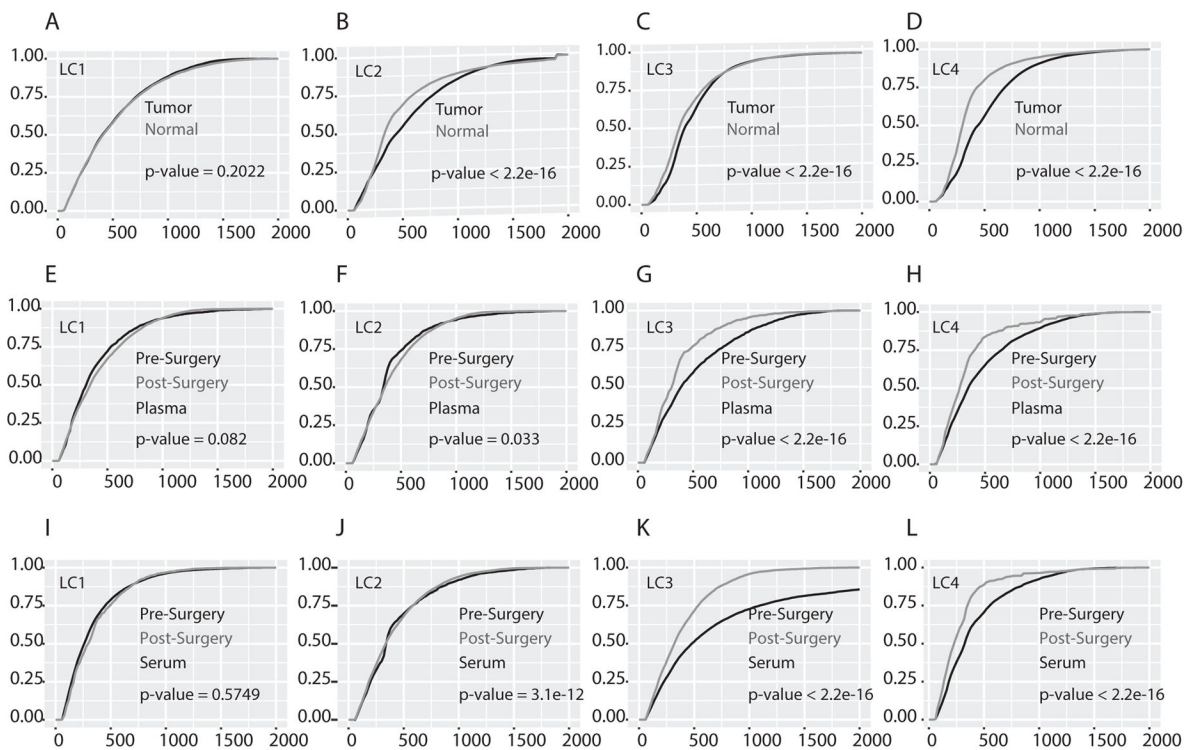 A
LC1
Tumor
Normal
p-value = 0.2022
1.00
0.75
0.50
0.25
0.00
0 500 1000 1500 2000
B
LC2
Tumor
Normal
p-value < 2.2e-16
1.00
0.75
0.50
0.25
0.00
0 500 1000 1500 2000
C
LC3
Tumor
Normal
p-value < 2.2e-16
1.00
0.75
0.50
0.25
0.00
0 500 1000 1500 2000
D
LC4
Tumor
Normal
p-value < 2.2e-16
1.00
0.75
0.50
0.25
0.00
0 500 1000 1500 2000
E
LC1
Pre-Surgery
Post-Surgery
Plasma
p-value = 0.082
1.00
0.75
0.50
0.25
0.00
0 500 1000 1500 2000
F
LC2
Pre-Surgery
Post-Surgery
Plasma
p-value = 0.033
1.00
0.75
0.50
0.25
0.00
0 500 1000 1500 2000
G
LC3
Pre-Surgery
Post-Surgery
Plasma
p-value < 2.2e-16
1.00
0.75
0.50
0.25
0.00
0 500 1000 1500 2000
H
LC4
Pre-Surgery
Post-Surgery
Plasma
p-value < 2.2e-16
1.00
0.75
0.50
0.25
0.00
0 500 1000 1500 2000
I
LC1
Pre-Surgery
Post-Surgery
Serum
p-value = 0.5749
1.00
0.75
0.50
0.25
0.00
0 500 1000 1500 2000
J
LC2
Pre-Surgery
Post-Surgery
Serum
p-value = 3.1e-12
1.00
0.75
0.50
0.25
0.00
0 500 1000 1500 2000
K
LC3
Pre-Surgery
Post-Surgery
Serum
p-value < 2.2e-16
1.00
0.75
0.50
0.25
0.00
0 500 1000 1500 2000
L
LC4
Pre-Surgery
Post-Surgery
Serum
p-value < 2.2e-16
1.00
0.75
0.50
0.25
0.00
0 500 1000 1500 2000